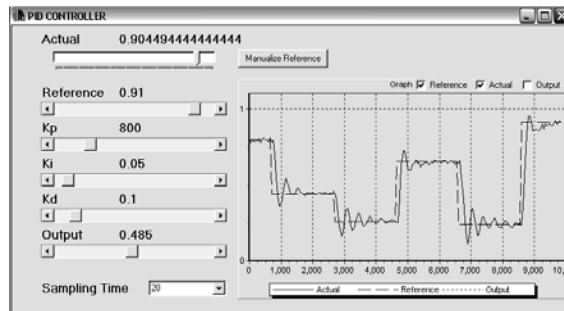 PID CONTROLLER
Actual 0.904494444444444
Manualize Reference
Graph Reference Actual Output
Reference 0.91
Kp 800
Ki 0.05
Kd 0.1
Output 0.485
Sampling Time 20
1
0
0 1,000 2,000 3,000 4,000 5,000 6,000 7,000 8,000 9,000
Actual Reference Output